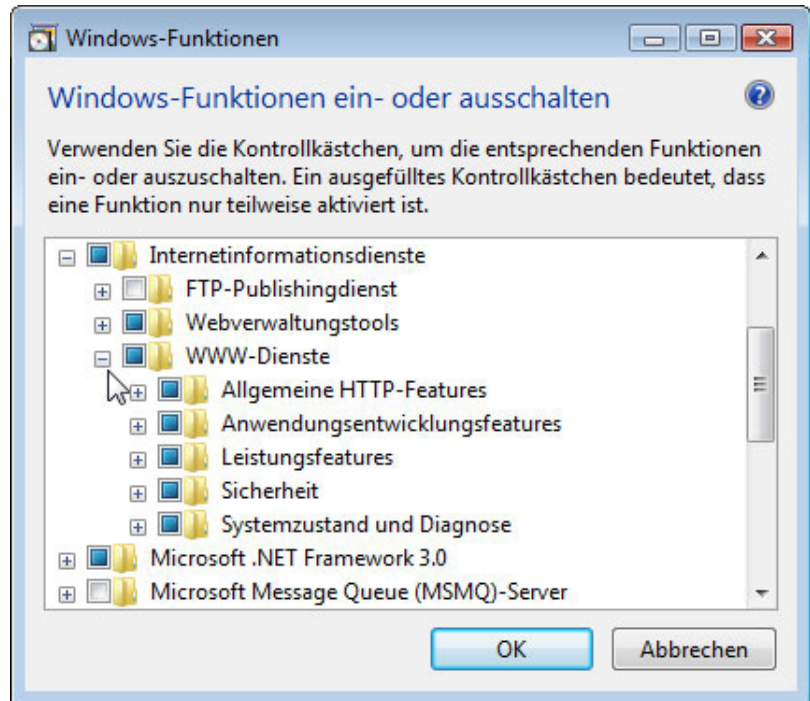 Windows-Funktionen
Windows-Funktionen ein- oder ausschalten
Verwenden Sie die Kontrollkästchen, um die entsprechenden Funktionen
ein- oder auszuschalten. Ein ausgefülltes Kontrollkästchen bedeutet, dass
eine Funktion nur teilweise aktiviert ist.
Internetinformationsdienste
FTP-Publishingdienst
Webverwaltungstools
WWW-Dienste
Allgemeine HTTP-Features
Anwendungsentwicklungsfeatures
Leistungsfeatures
Sicherheit
Systemzustand und Diagnose
Microsoft .NET Framework 3.0
Microsoft Message Queue (MSMQ)-Server
OK Abbrechen